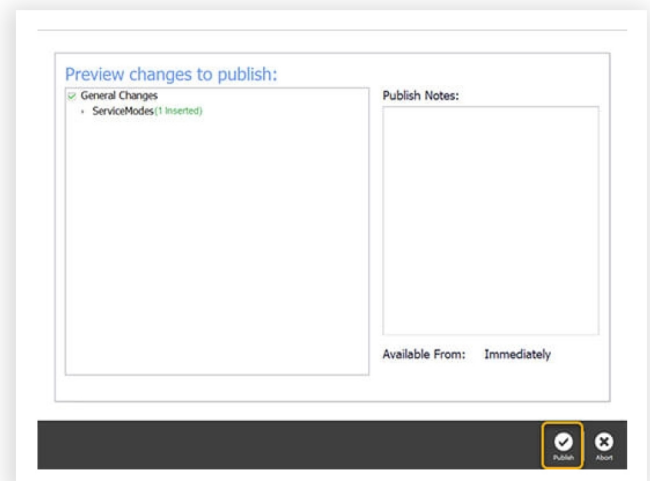 Preview changes to publish:
General Changes
ServiceModes(1 Inserted)
Publish Notes:
Available From: Immediately
Publish
Abort